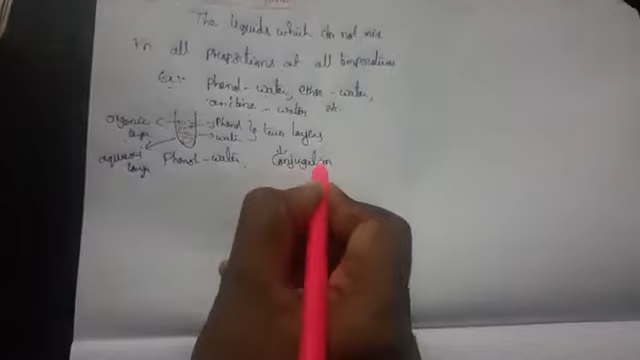 The liquids which do not mix
in all proportions at all temperatures
Ex:- Phenol - water, ether - water,
aniline - water etc.
organic layer
Phenol
water
two layers
aqueous layer
Phenol - water